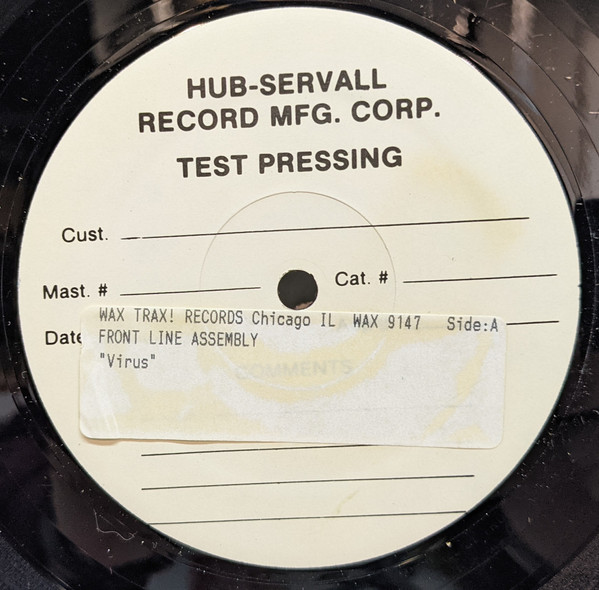 HUB-SERVALL
RECORD MFG. CORP.
TEST PRESSING
Cust.
Mast. # Cat. #
Date
WAX TRAX! RECORDS Chicago IL WAX 9147 Side:A
FRONT LINE ASSEMBLY
"Virus"
COMMENTS